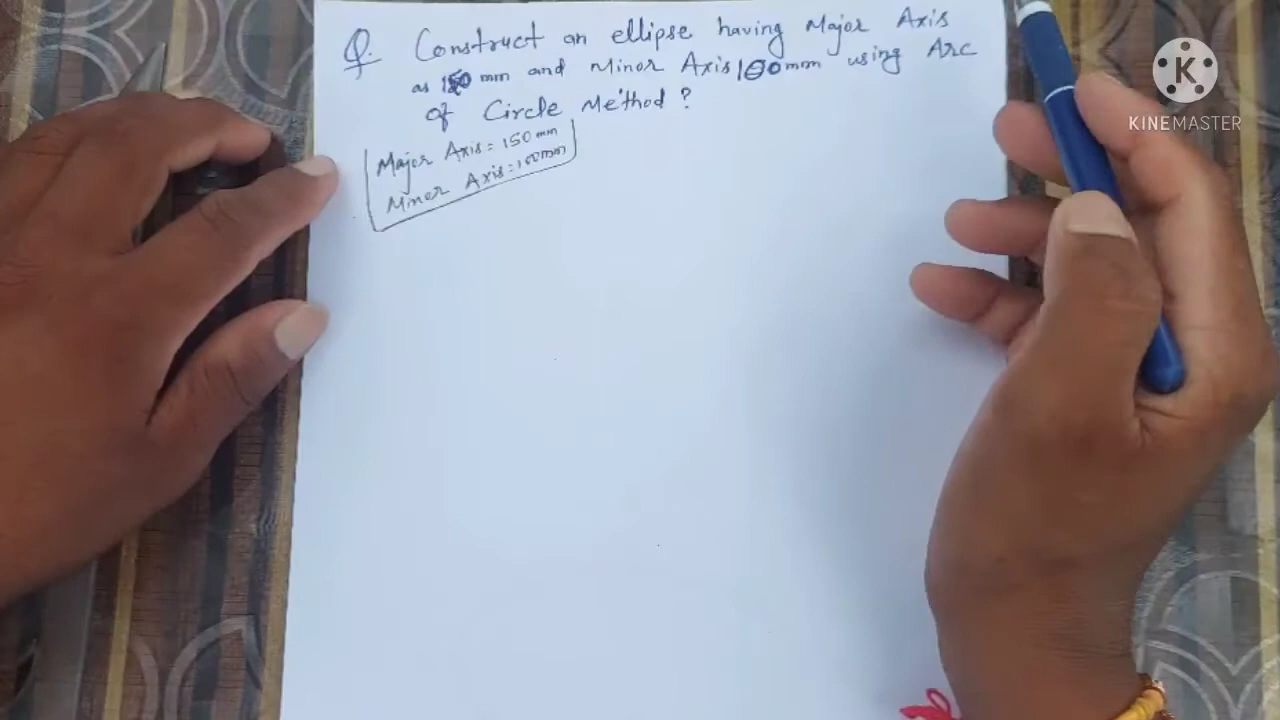 Q. Construct an ellipse having Major Axis
as 150 mm and Minor Axis 100mm using Arc
of Circle Method ?
Major Axis = 150 mm
Minor Axis = 100mm
K
KINEMASTER